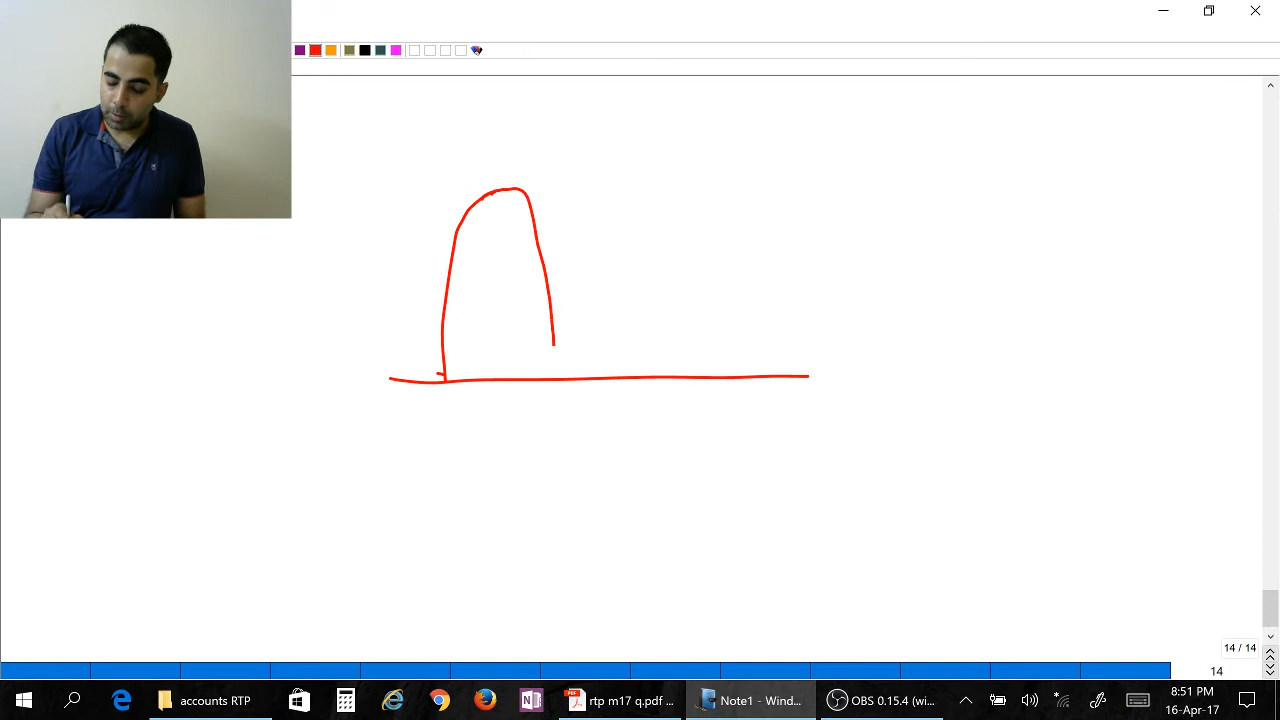 14 / 14
14
accounts RTP
rtp m17 q.pdf ...
Note1 - Wind...
OBS 0.15.4 (wi...
8:51 PM
16-Apr-17